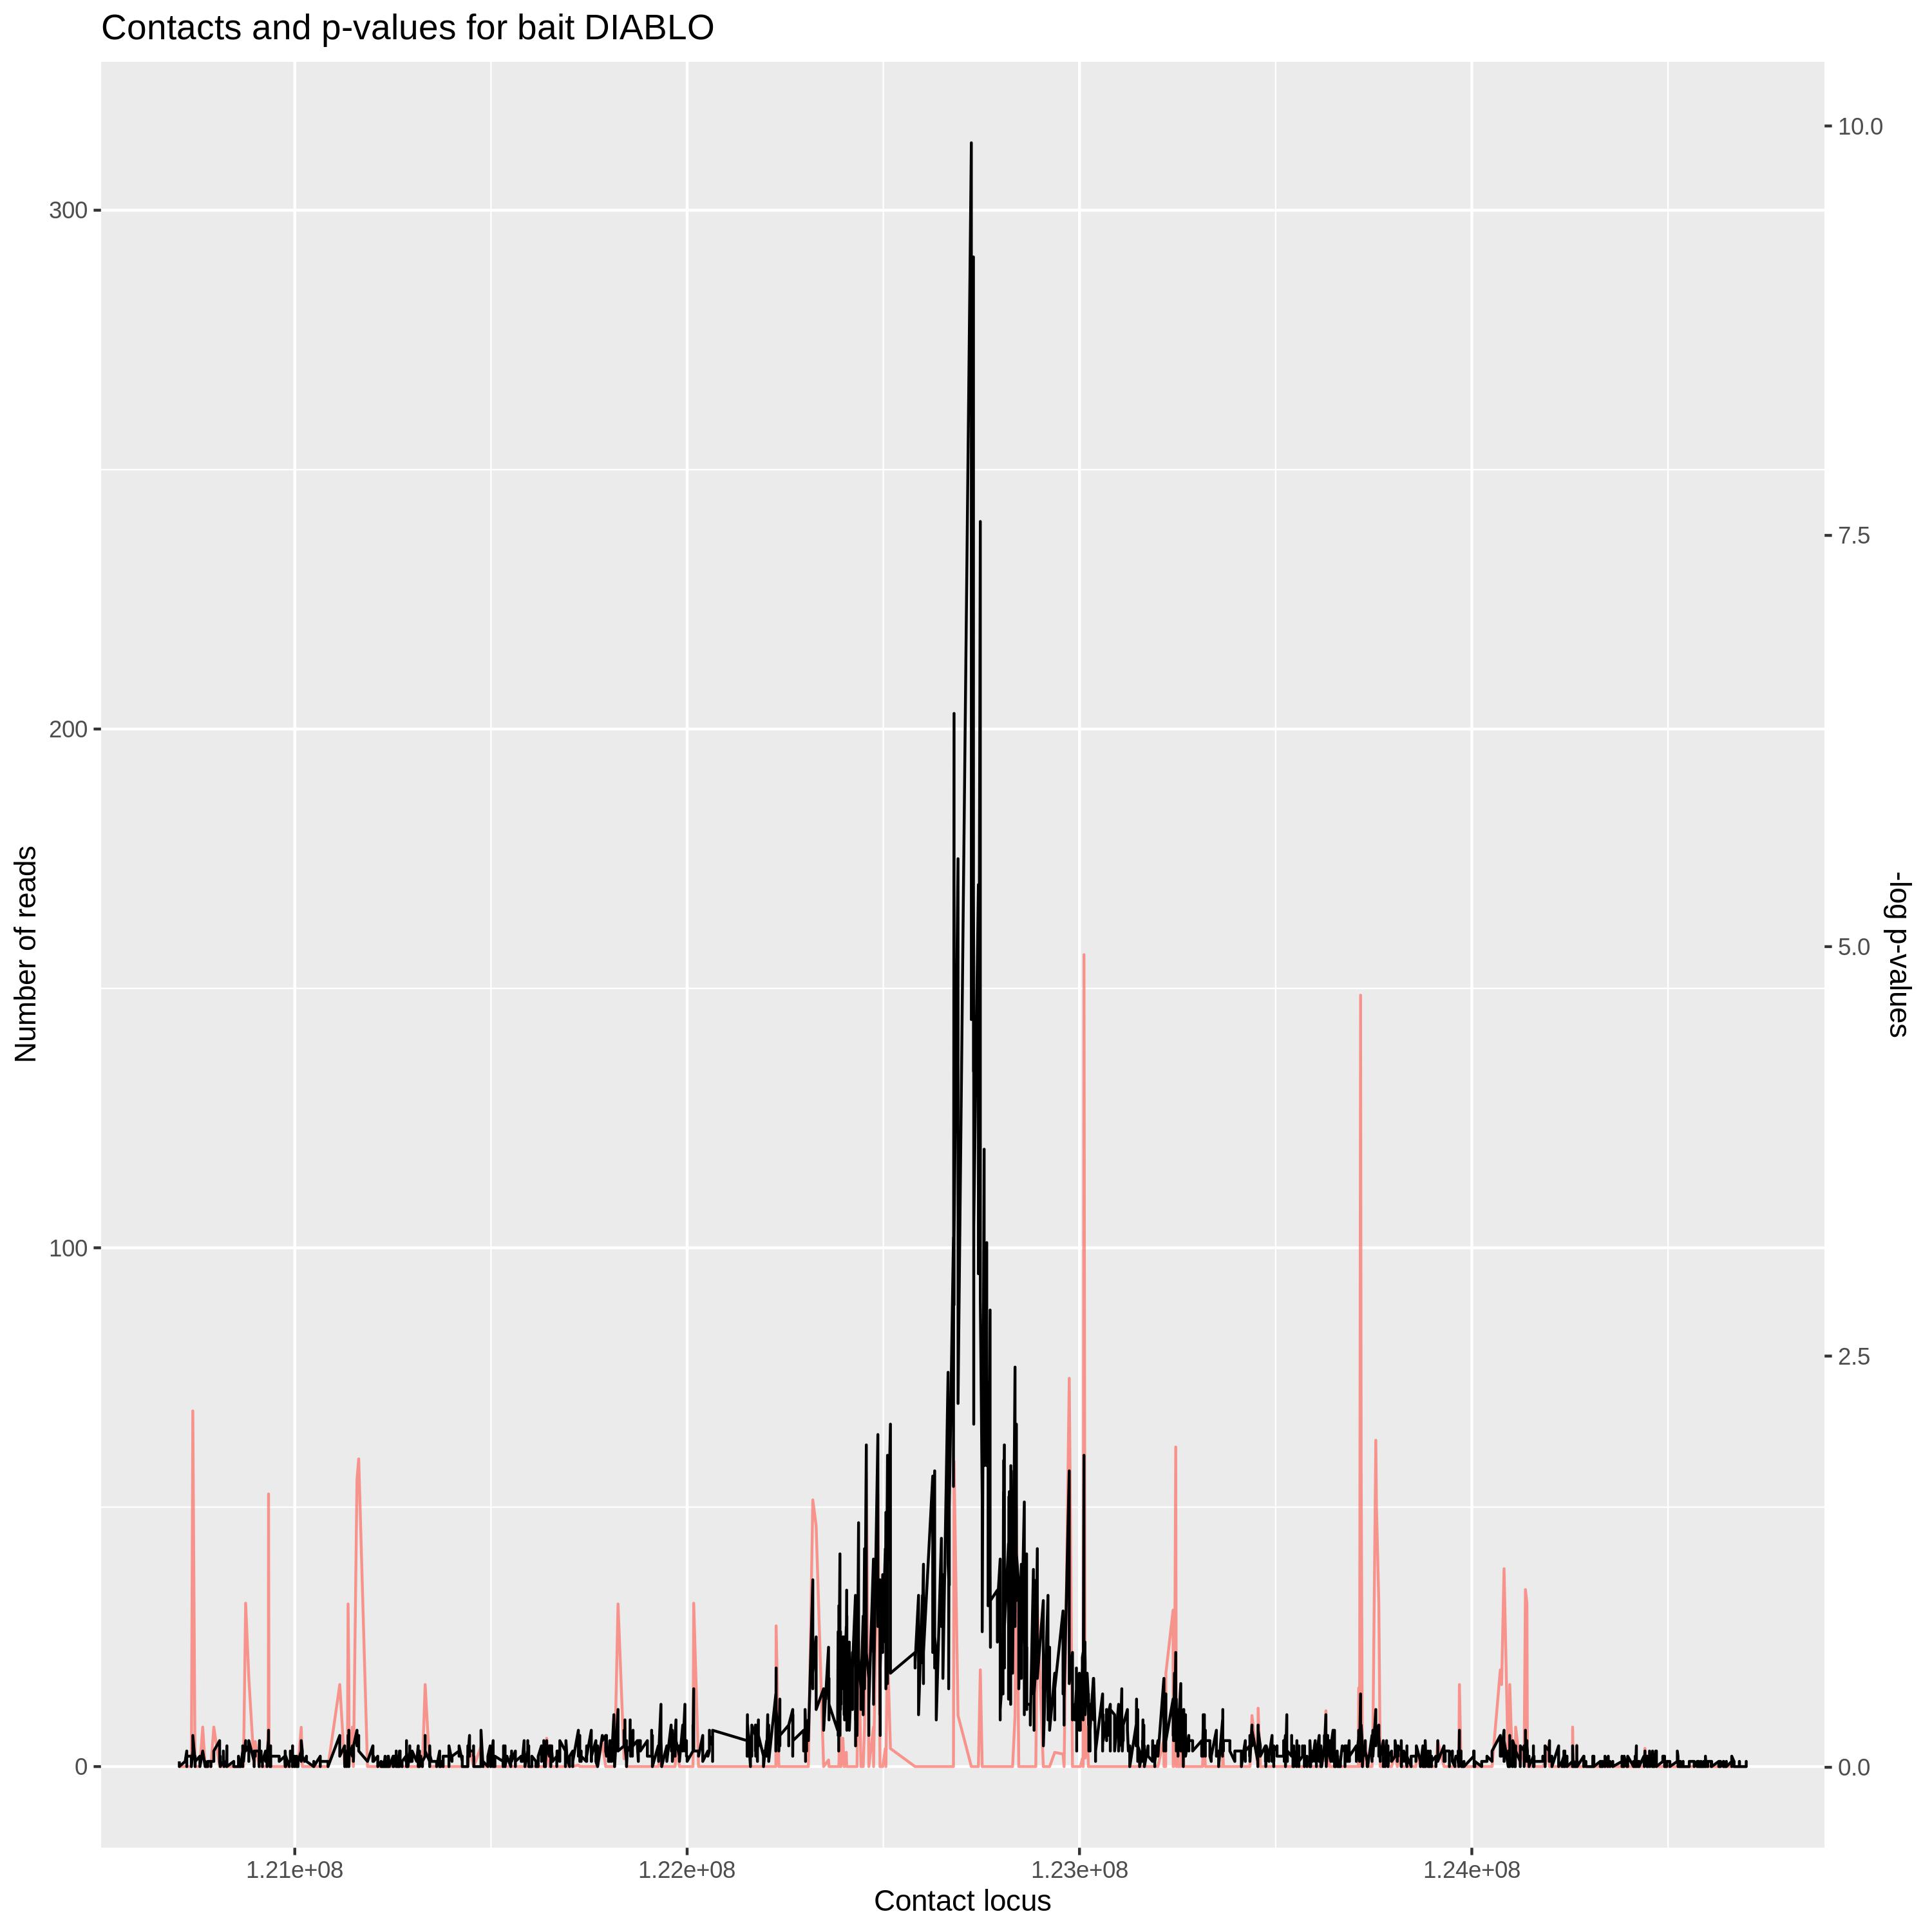 Contacts and p-values for bait DIABLO
300
200
100
0
Number of reads
10.0
7.5
5.0
2.5
0.0
-log p-values
1.21e+08
1.22e+08
1.23e+08
1.24e+08
Contact locus